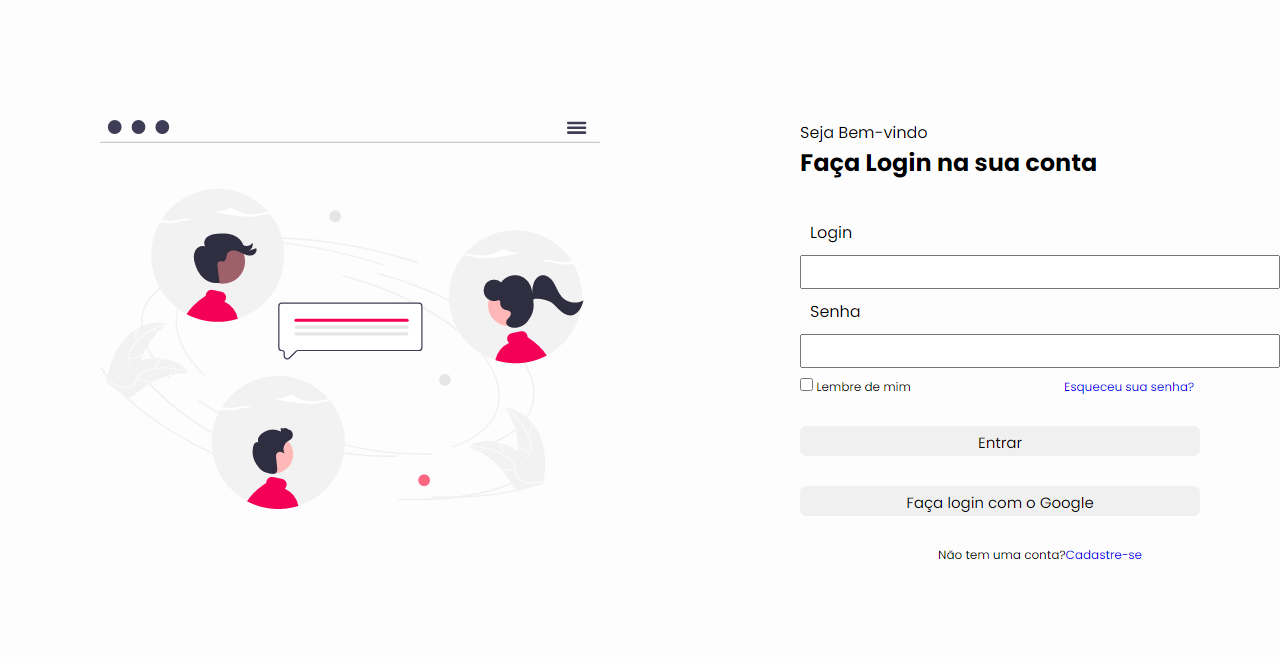 Seja Bem-vindo
Faça Login na sua conta
Login
Senha
Lembre de mim Esqueceu sua senha?
Entrar
Faça login com o Google
Não tem uma conta?Cadastre-se